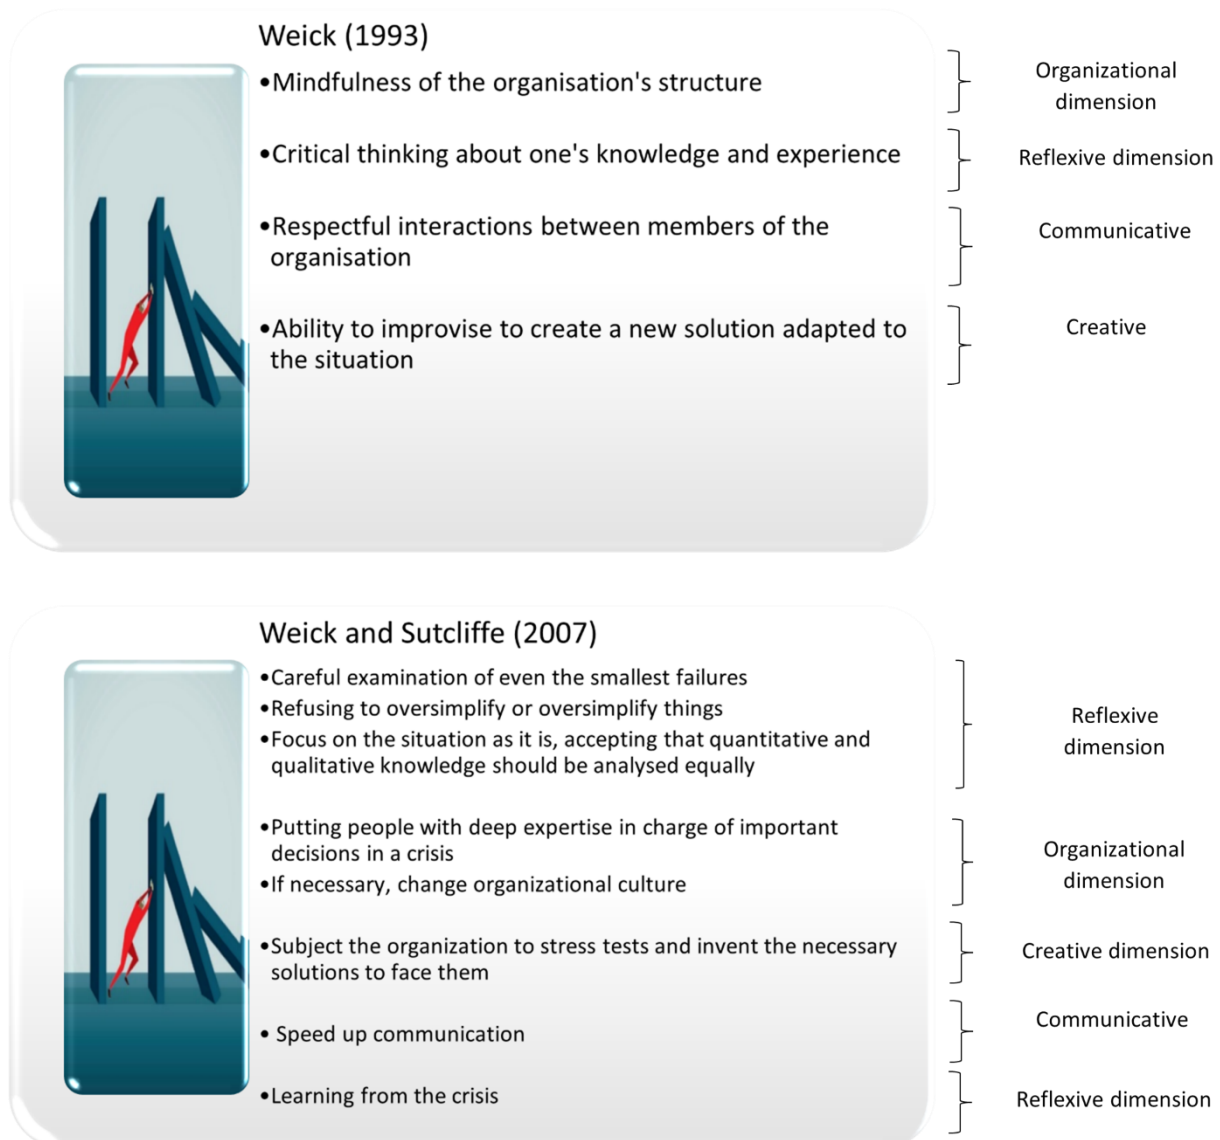 Weick (1993)
•Mindfulness of the organisation's structure
Organizational
dimension
•Critical thinking about one's knowledge and experience
Reflexive dimension
•Respectful interactions between members of the
organisation
Communicative
•Ability to improvise to create a new solution adapted to
the situation
Creative
Weick and Sutcliffe (2007)
•Careful examination of even the smallest failures
•Refusing to oversimplify or oversimplify things
•Focus on the situation as it is, accepting that quantitative and
qualitative knowledge should be analysed equally
Reflexive
dimension
•Putting people with deep expertise in charge of important
decisions in a crisis
•If necessary, change organizational culture
Organizational
dimension
•Subject the organization to stress tests and invent the necessary
solutions to face them
Creative dimension
• Speed up communication
Communicative
•Learning from the crisis
Reflexive dimension